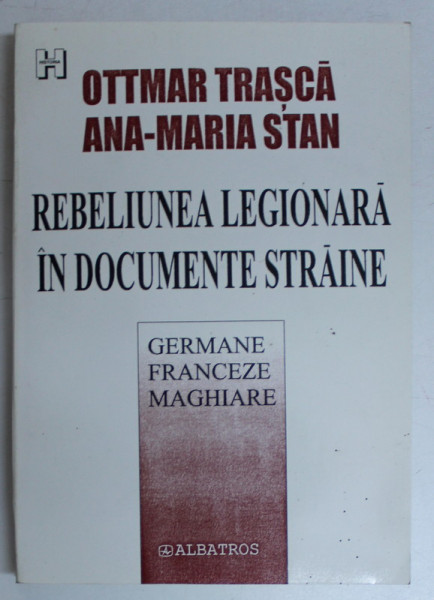 H
OTTMAR TRAȘCĂ
ANA-MARIA STAN
REBELIUNEA LEGIONARĂ
ÎN DOCUMENTE STRĂINE
GERMANE
FRANCEZE
MAGHIARE
ALBATROS